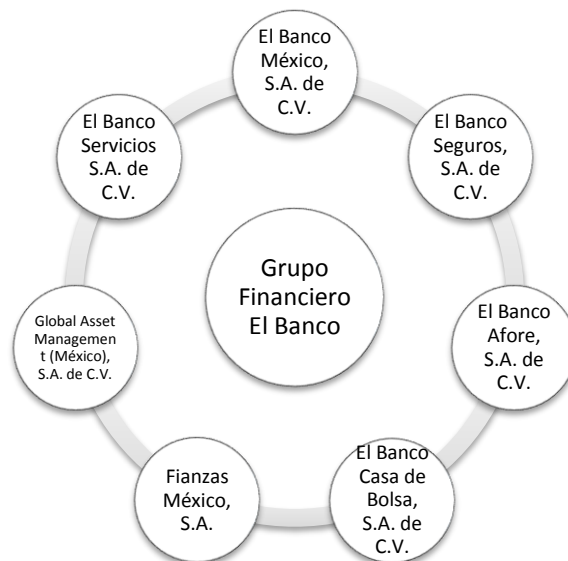 El Banco
México,
S.A. de
C.V.
El Banco
Seguros,
S.A. de
C.V.
El Banco
Afore,
S.A. de
C.V.
El Banco
Casa de
Bolsa,
S.A. de
C.V.
Fianzas
México,
S.A.
Global Asset
Managemen
t (México),
S.A. de C.V.
El Banco
Servicios
S.A. de
C.V.
Grupo
Financiero
El Banco